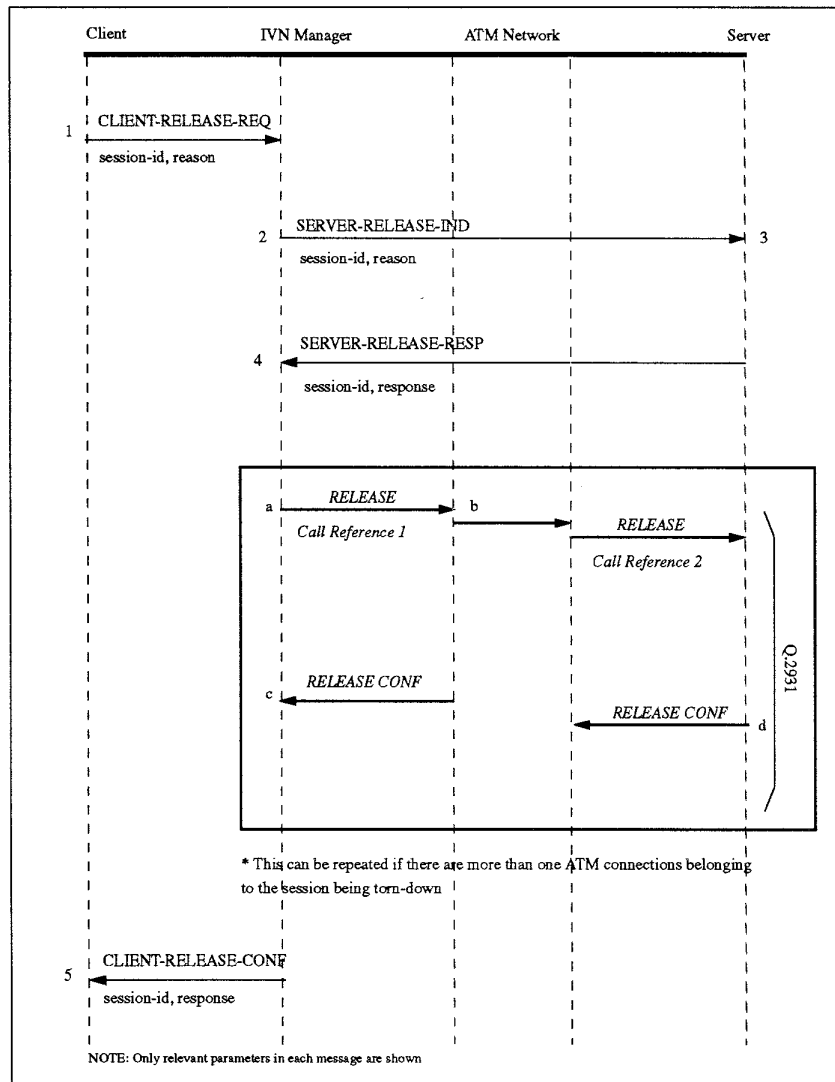 Client IVN Manager ATM Network Server
1 CLIENT-RELEASE-REQ
session-id, reason
2 SERVER-RELEASE-IND 3
session-id, reason
4 SERVER-RELEASE-RESP
session-id, response
a RELEASE b
Call Reference 1
RELEASE
Call Reference 2
Q.2931
c RELEASE CONF
RELEASE CONF d
* This can be repeated if there are more than one ATM connections belonging
to the session being torn-down
5 CLIENT-RELEASE-CONF
session-id, response
NOTE: Only relevant parameters in each message are shown